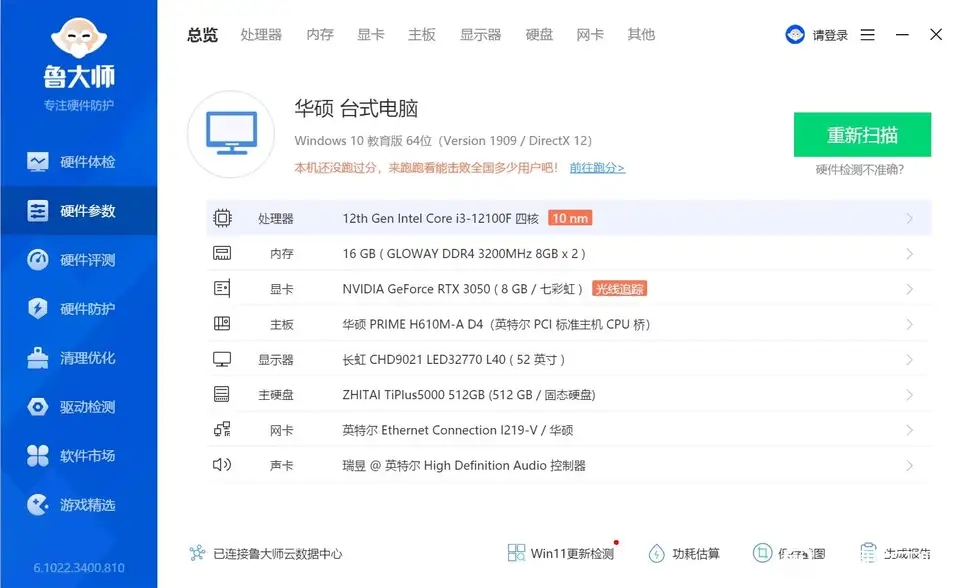 鲁大师
专注硬件防护
硬件体检
硬件参数
硬件评测
硬件防护
清理优化
驱动检测
软件市场
游戏精选
6.1022.3400.810
总览 处理器 内存 显卡 主板 显示器 硬盘 网卡 其他
请登录
华硕 台式电脑
Windows 10 教育版 64位（Version 1909 / DirectX 12）
本机还没跑过分，来跑跑看能击败全国多少用户吧！ 前往跑分>
重新扫描
硬件检测不准确?
处理器 12th Gen Intel Core i3-12100F 四核 10 nm
内存 16 GB ( GLOWAY DDR4 3200MHz 8GB x 2 )
显卡 NVIDIA GeForce RTX 3050 ( 8 GB / 七彩虹 ) 光线追踪
主板 华硕 PRIME H610M-A D4（英特尔 PCI 标准主机 CPU 桥）
显示器 长虹 CHD9021 LED32770 L40 ( 52 英寸 )
主硬盘 ZHITAI TiPlus5000 512GB (512 GB / 固态硬盘)
网卡 英特尔 Ethernet Connection I219-V / 华硕
声卡 瑞昱 @ 英特尔 High Definition Audio 控制器
已连接鲁大师云数据中心
Win11更新检测 功耗估算 保存截图 生成报告